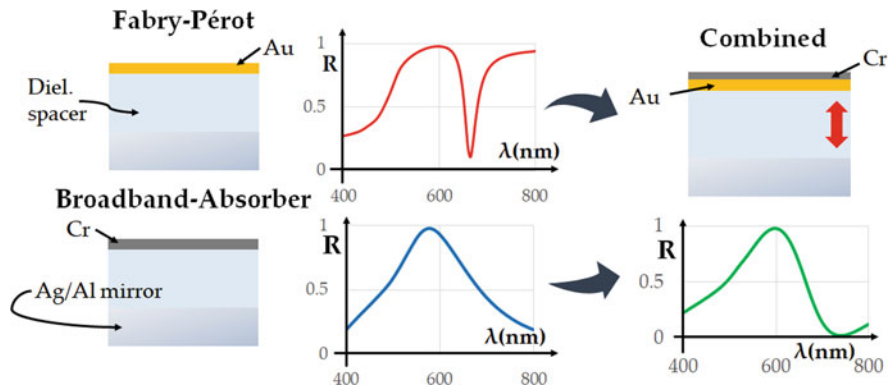 Fabry-Pérot
Au
Diel.
spacer
1
R
0.5
0
λ(nm)
400
600
800
Combined
Cr
Au
Broadband-Absorber
Cr
Ag/Al mirror
1
R
0.5
0
λ(nm)
400
600
800
1
R
0.5
0
λ(nm)
400
600
800